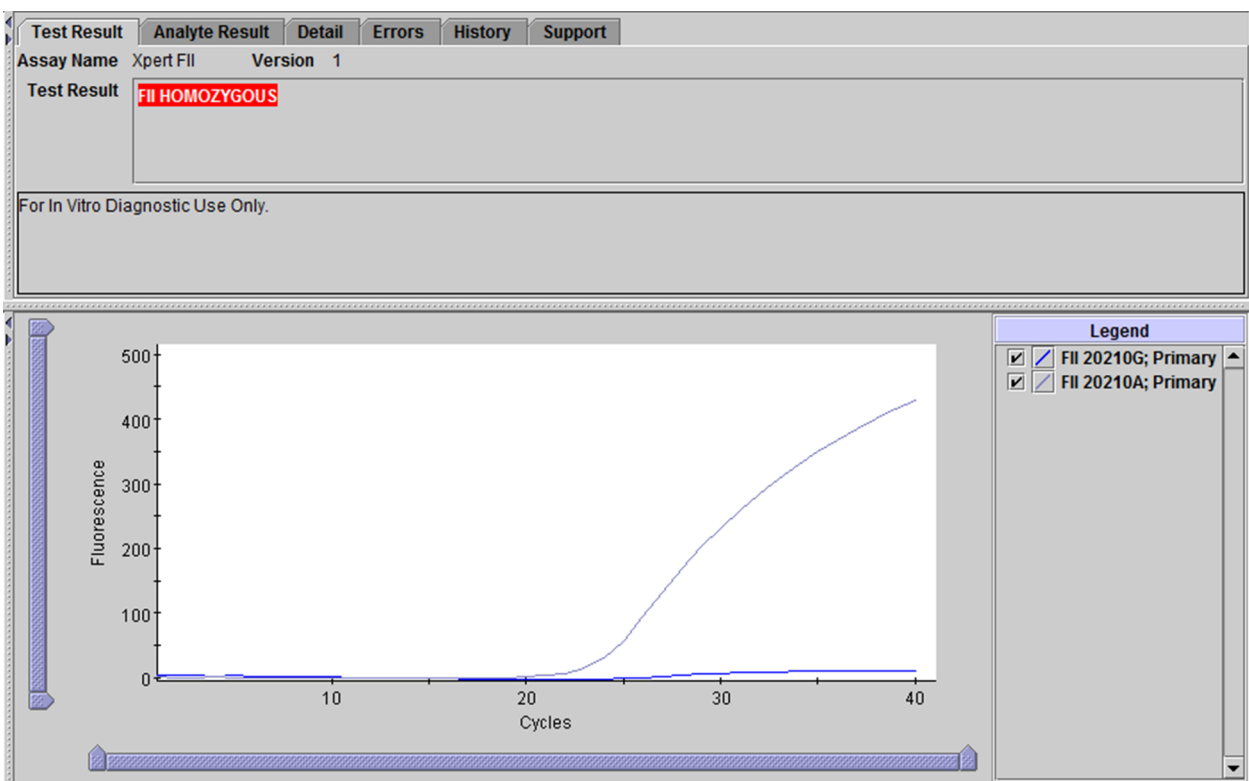 Test Result Analyte Result Detail Errors History Support
Assay Name Xpert FII Version 1
Test Result FII HOMOZYGOUS
For In Vitro Diagnostic Use Only.
Legend
FII 20210G; Primary
FII 20210A; Primary
500
400
300
200
100
0
Fluorescence
10 20 30 40
Cycles